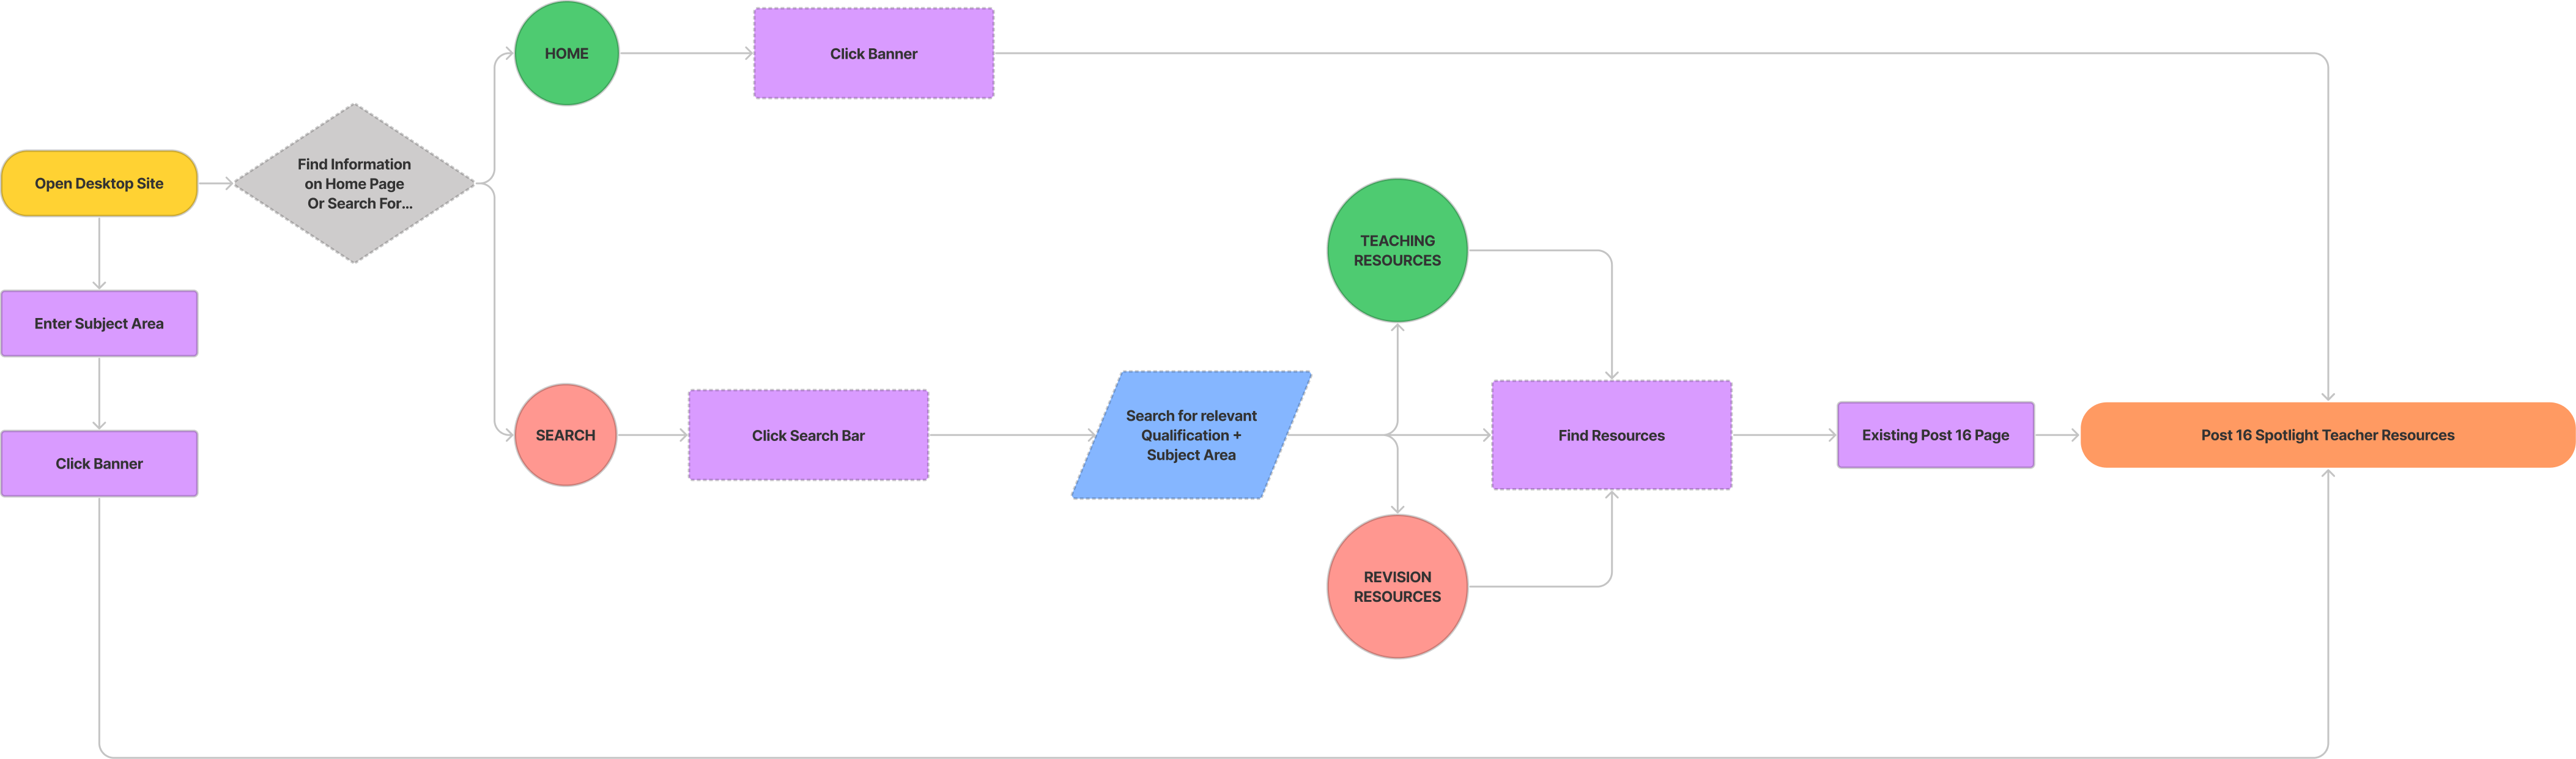 HOME
Click Banner
Find Information
on Home Page
Or Search For...
Open Desktop Site
TEACHING
RESOURCES
Enter Subject Area
Search for relevant
Qualification +
Subject Area
SEARCH
Click Search Bar
Find Resources
Existing Post 16 Page
Post 16 Spotlight Teacher Resources
Click Banner
REVISION
RESOURCES